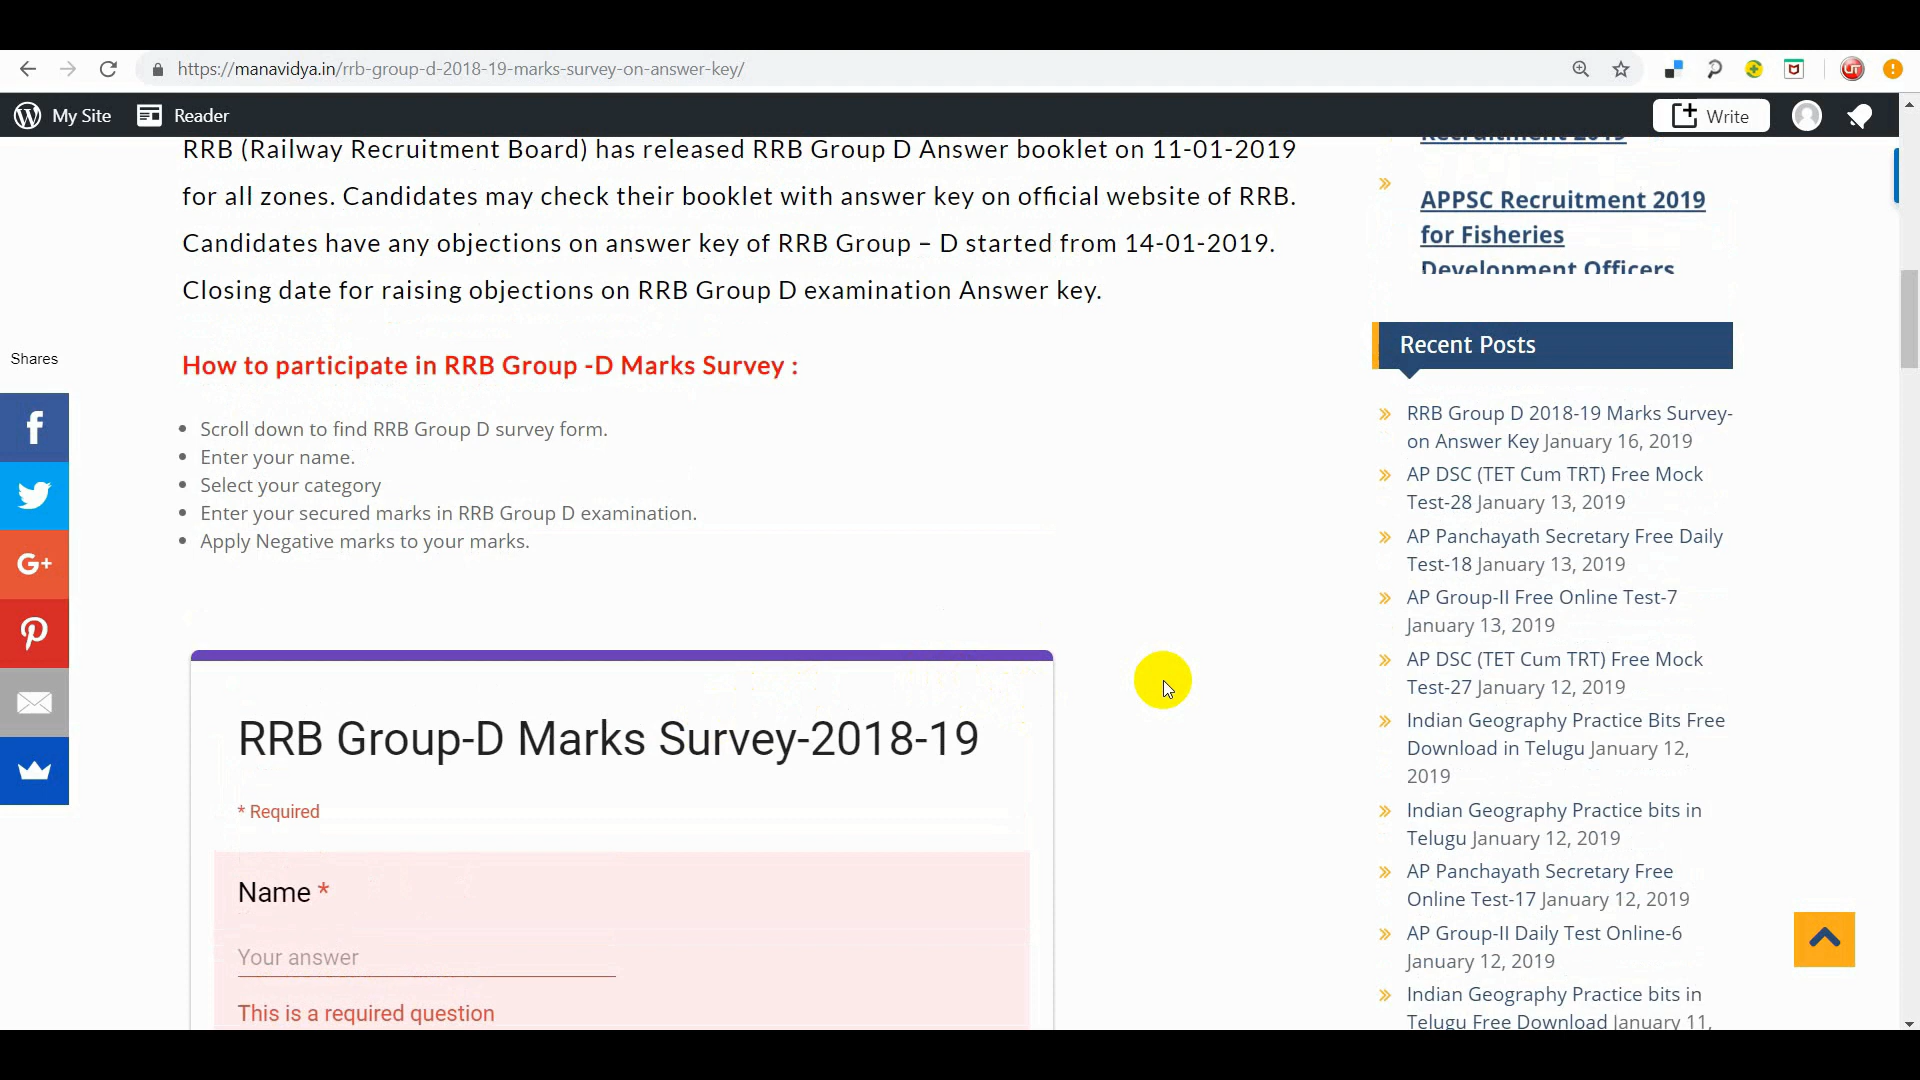 https://manavidya.in/rrb-group-d-2018-19-marks-survey-on-answer-key/
My Site
Reader
Write
RRB (Railway Recruitment Board) has released RRB Group D Answer booklet on 11-01-2019
for all zones. Candidates may check their booklet with answer key on official website of RRB.
Candidates have any objections on answer key of RRB Group – D started from 14-01-2019.
Closing date for raising objections on RRB Group D examination Answer key.
How to participate in RRB Group -D Marks Survey :
Scroll down to find RRB Group D survey form.
Enter your name.
Select your category
Enter your secured marks in RRB Group D examination.
Apply Negative marks to your marks.
Shares
G+
RRB Group-D Marks Survey-2018-19
* Required
Name *
Your answer
This is a required question
Recruitment 2019
APPSC Recruitment 2019
for Fisheries
Development Officers
Recent Posts
RRB Group D 2018-19 Marks Survey-
on Answer Key January 16, 2019
AP DSC (TET Cum TRT) Free Mock
Test-28 January 13, 2019
AP Panchayath Secretary Free Daily
Test-18 January 13, 2019
AP Group-II Free Online Test-7
January 13, 2019
AP DSC (TET Cum TRT) Free Mock
Test-27 January 12, 2019
Indian Geography Practice Bits Free
Download in Telugu January 12,
2019
Indian Geography Practice bits in
Telugu January 12, 2019
AP Panchayath Secretary Free
Online Test-17 January 12, 2019
AP Group-II Daily Test Online-6
January 12, 2019
Indian Geography Practice bits in
Telugu Free Download January 11,